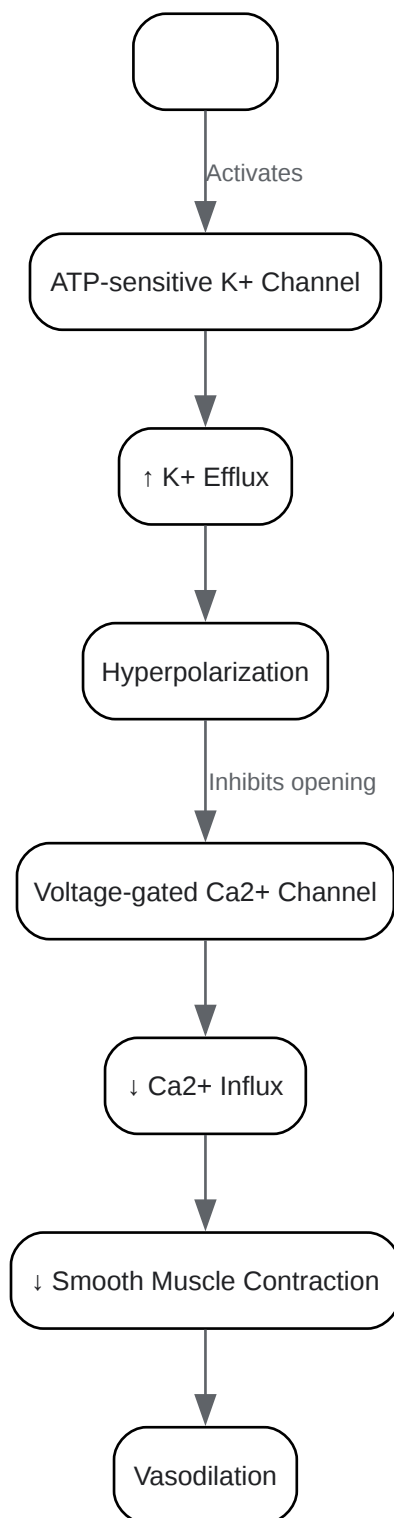 Activates
ATP-sensitive K+ Channel
↑ K+ Efflux
Hyperpolarization
Inhibits opening
Voltage-gated Ca2+ Channel
↓ Ca2+ Influx
↓ Smooth Muscle Contraction
Vasodilation